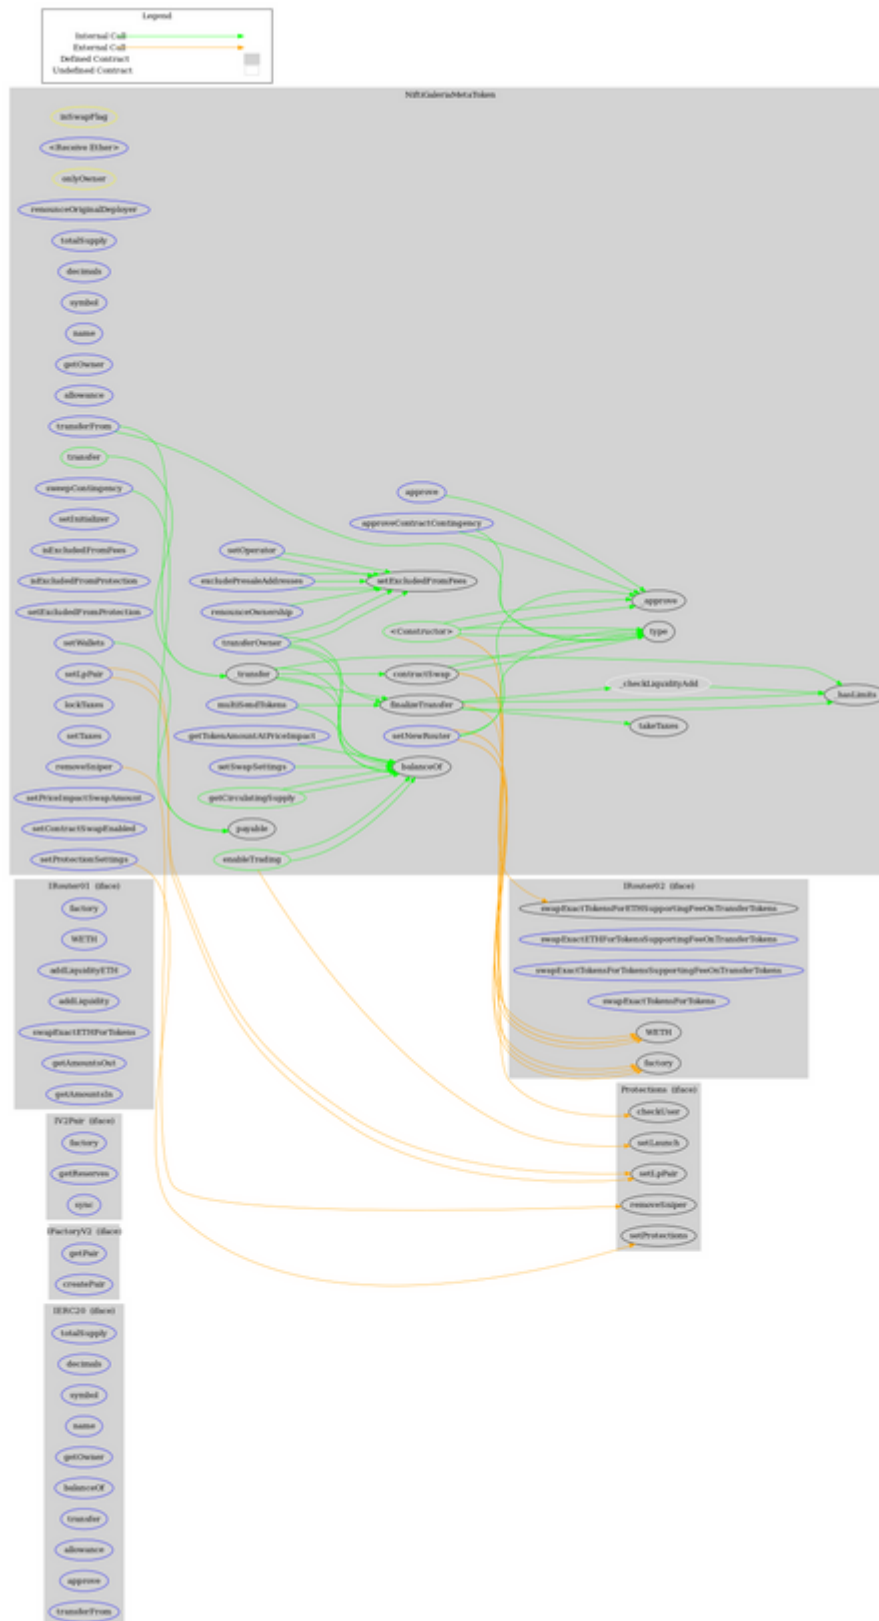 Legend
Internal Call
External Call
Defined Contract
Undefined Contract
NiftiGaleriaMetaToken
inSwapFlag
<Receive Ether>
onlyOwner
renounceOriginalDeployer
totalSupply
decimals
symbol
name
getOwner
allowance
transferFrom
transfer
sweepContingency
setInitializer
isExcludedFromFees
isExcludedFromProtection
setExcludedFromProtection
setWallets
setLpPair
lockTaxes
setTaxes
removeSniper
setPriceImpactSwapAmount
setContractSwapEnabled
setProtectionSettings
setOperator
excludePresaleAddresses
renounceOwnership
transferOwner
_transfer
multiSendTokens
getTokenAmountAtPriceImpact
setSwapSettings
getCirculatingSupply
payable
enableTrading
approve
approveContractContingency
setExcludedFromFees
<Constructor>
contractSwap
finalizeTransfer
setNewRouter
balanceOf
_approve
type
_checkLiquidityAdd
takeTaxes
_hasLimits
IRouter01 (iface)
factory
WETH
addLiquidityETH
addLiquidity
swapExactETHForTokens
getAmountsOut
getAmountsIn
IRouter02 (iface)
swapExactTokensForETHSupportingFeeOnTransferTokens
swapExactETHForTokensSupportingFeeOnTransferTokens
swapExactTokensForTokensSupportingFeeOnTransferTokens
swapExactTokensForTokens
WETH
factory
Protections (iface)
checkUser
setLaunch
setLpPair
removeSniper
setProtections
IV2Pair (iface)
factory
getReserves
sync
IFactoryV2 (iface)
getPair
createPair
IERC20 (iface)
totalSupply
decimals
symbol
name
getOwner
balanceOf
transfer
allowance
approve
transferFrom